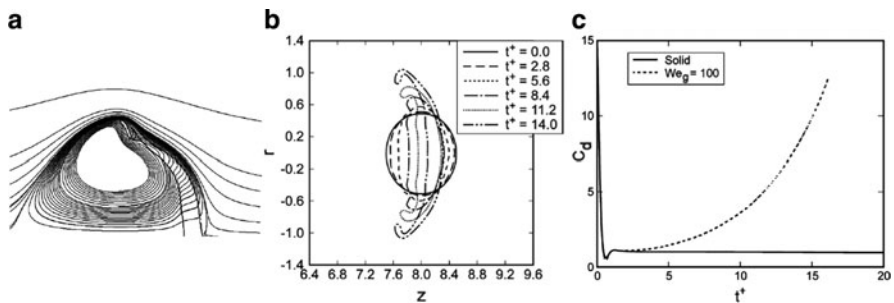 a
b
c
1.4
1.0
0.6
0.2
-0.2
-0.6
-1.0
-1.4
r
6.4 6.8 7.2 7.6 8.0 8.4 8.8 9.2 9.6
z
t⁺ = 0.0
t⁺ = 2.8
t⁺ = 5.6
t⁺ = 8.4
t⁺ = 11.2
t⁺ = 14.0
15
10
5
0
C_d
0 5 10 15 20
t⁺
Solid
We_g = 100